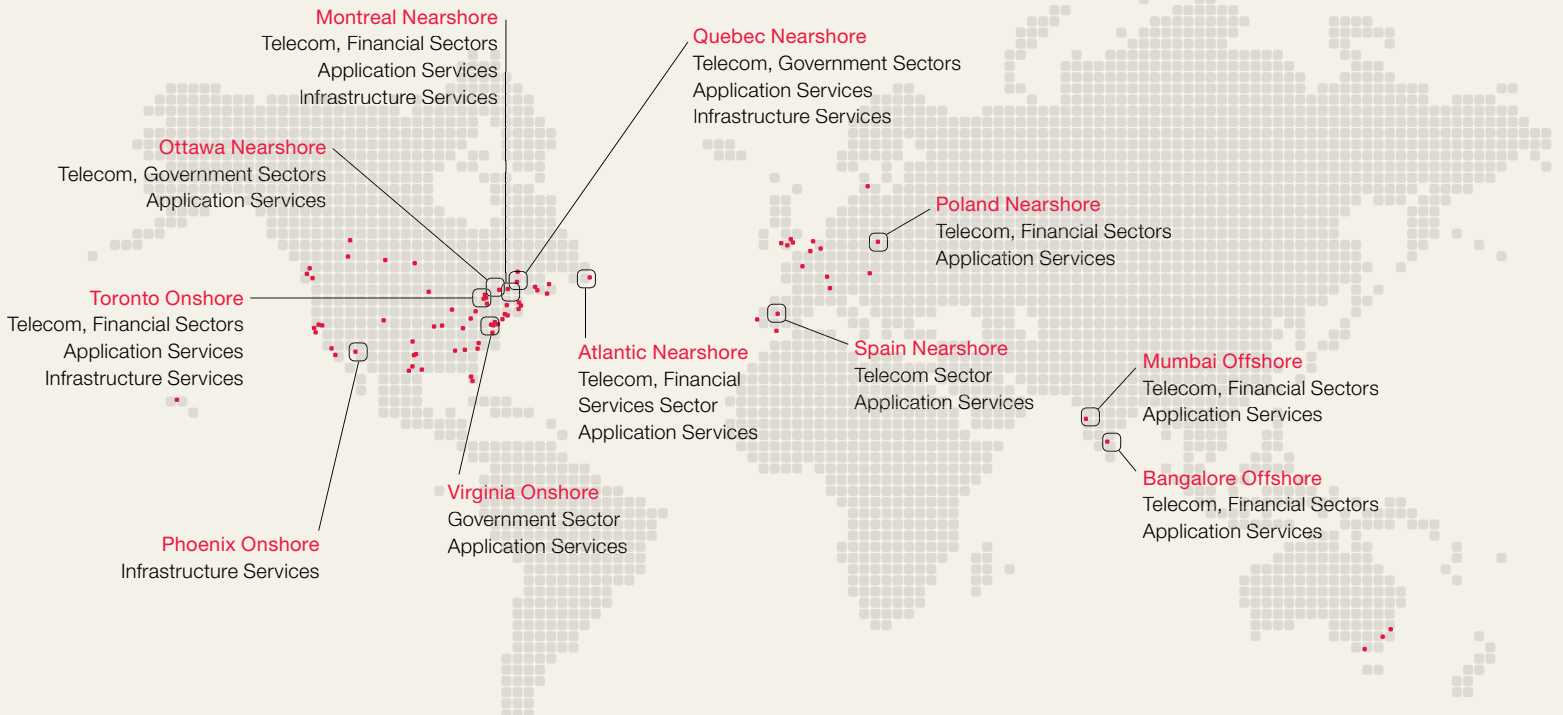 Montreal Nearshore
Telecom, Financial Sectors
Application Services
Infrastructure Services
Quebec Nearshore
Telecom, Government Sectors
Application Services
Infrastructure Services
Ottawa Nearshore
Telecom, Government Sectors
Application Services
Poland Nearshore
Telecom, Financial Sectors
Application Services
Toronto Onshore
Telecom, Financial Sectors
Application Services
Infrastructure Services
Atlantic Nearshore
Telecom, Financial
Services Sector
Application Services
Spain Nearshore
Telecom Sector
Application Services
Mumbai Offshore
Telecom, Financial Sectors
Application Services
Bangalore Offshore
Telecom, Financial Sectors
Application Services
Virginia Onshore
Government Sector
Application Services
Phoenix Onshore
Infrastructure Services